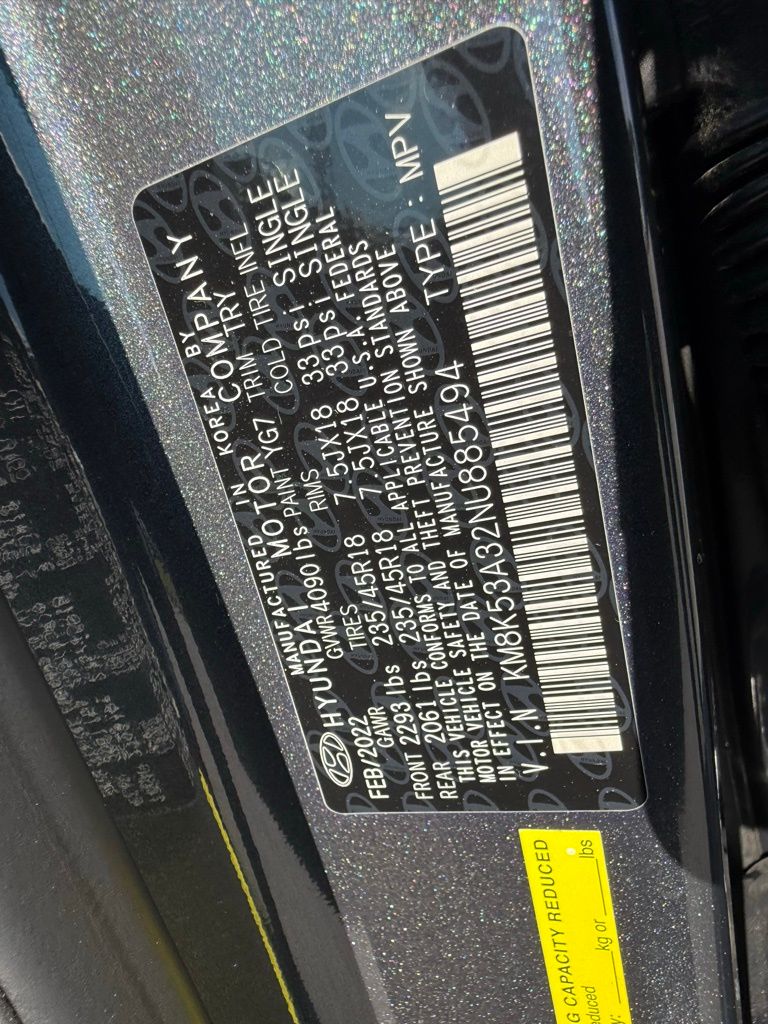 MANUFACTURED IN KOREA BY
HYUNDAI MOTOR COMPANY
FEB/2022 GVWR 4090 lbs PAINT YG7 TRIM TRY
GAWR TIRES RIMS COLD TIRE INFL
FRONT 2293 lbs 235/45R18 7.5JX18 33 psi SINGLE
REAR 2061 lbs 235/45R18 7.5JX18 33 psi SINGLE
THIS VEHICLE CONFORMS TO ALL APPLICABLE U.S.A. FEDERAL
MOTOR VEHICLE SAFETY AND THEFT PREVENTION STANDARDS
IN EFFECT ON THE DATE OF MANUFACTURE SHOWN ABOVE
V.I.N KM8K53A32NU885494 TYPE : MPV
G CAPACITY REDUCED
duced kg or lbs